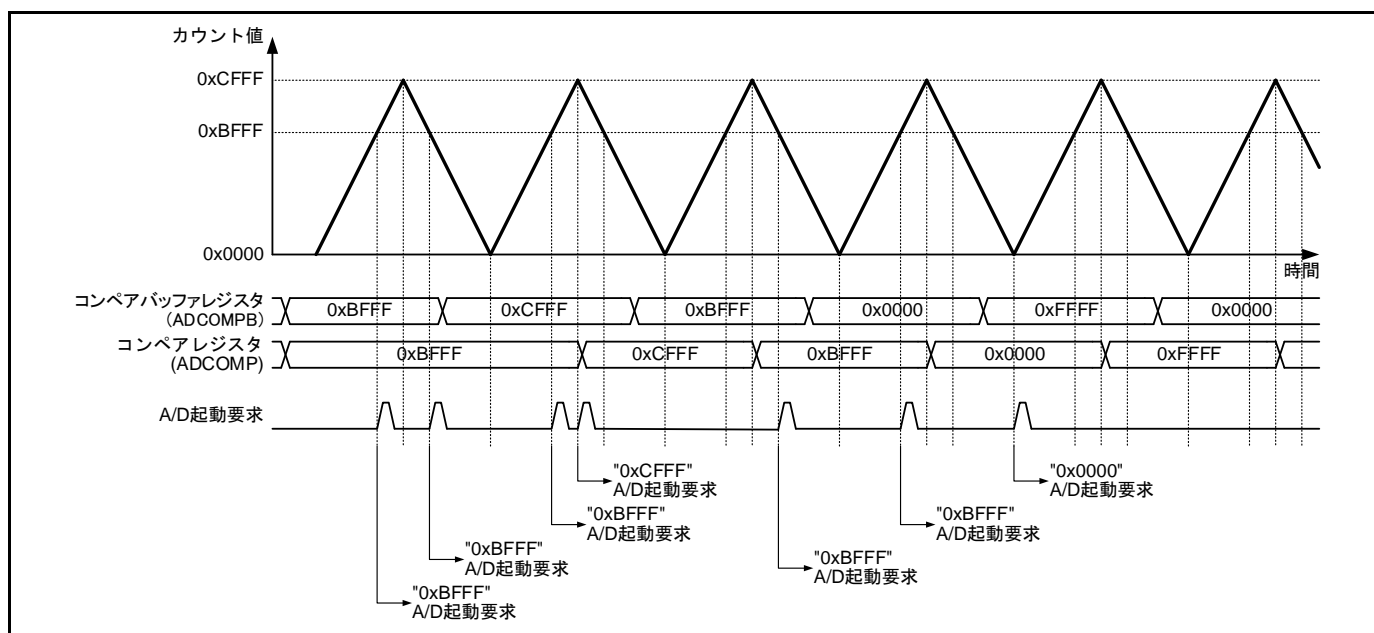 カウント値
0xCFFF
0xBFFF
0x0000
時間
コンペアバッファレジスタ
(ADCOMPB)
0xBFFF
0xCFFF
0xBFFF
0x0000
0xFFFF
0x0000
コンペアレジスタ
(ADCOMP)
0xBFFF
0xCFFF
0xBFFF
0x0000
0xFFFF
A/D起動要求
"0xCFFF"
A/D起動要求
"0x0000"
A/D起動要求
"0xBFFF"
A/D起動要求
"0xBFFF"
A/D起動要求
"0xBFFF"
A/D起動要求
"0xBFFF"
A/D起動要求
"0xBFFF"
A/D起動要求